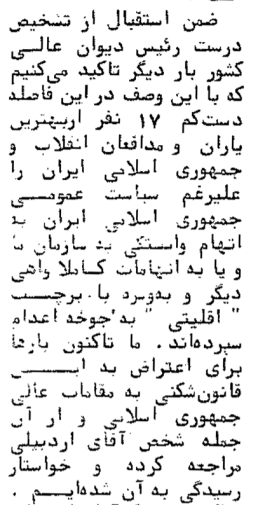 ضمن استقبال از تشخیص
درست رئیس دیوان عالی
کشور بار دیگر تاکید می‌کنیم
که با این وصف در این فاصله
دست‌کم ۱۷ نفر ازبهترین
یاران و مدافعان انقلاب و
جمهوری اسلامی ایران را
علیرغم سیاست عمومی
جمهوری اسلامی ایران به
اتهام وابستگی به سازمان ما
و یا به اتهامات کاملا واهی
دیگر و به‌ویژه با برچسب
" اقلیتی " به جوخه اعدام
سپرده‌اند . ما تاکنون بارها
برای اعتراض به این
قانون‌شکنی به مقامات عالی
جمهوری اسلامی و از آن
جمله شخص آقای اردبیلی
مراجعه کرده و خواستار
رسیدگی به آن شده‌ایم .